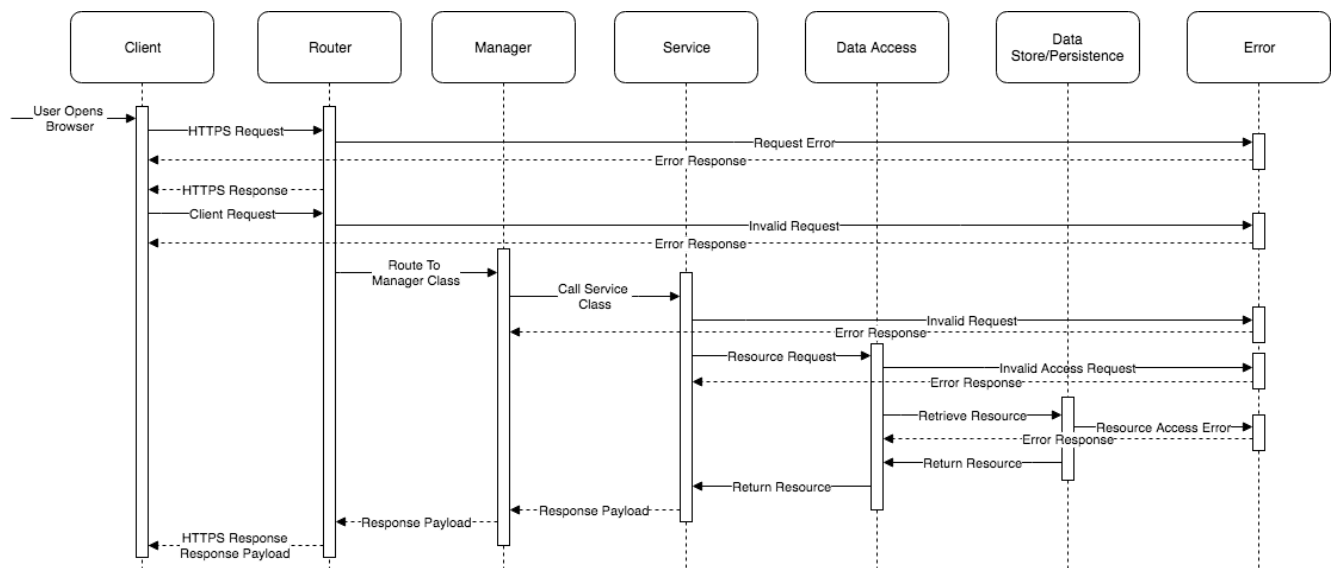 Client
Router
Manager
Service
Data Access
Data
Store/Persistence
Error
User Opens
Browser
HTTPS Request
Request Error
Error Response
HTTPS Response
Client Request
Invalid Request
Error Response
Route To
Manager Class
Call Service
Class
Invalid Request
Error Response
Resource Request
Invalid Access Request
Error Response
Retrieve Resource
Resource Access Error
Error Response
Return Resource
Return Resource
Response Payload
Response Payload
HTTPS Response
Response Payload